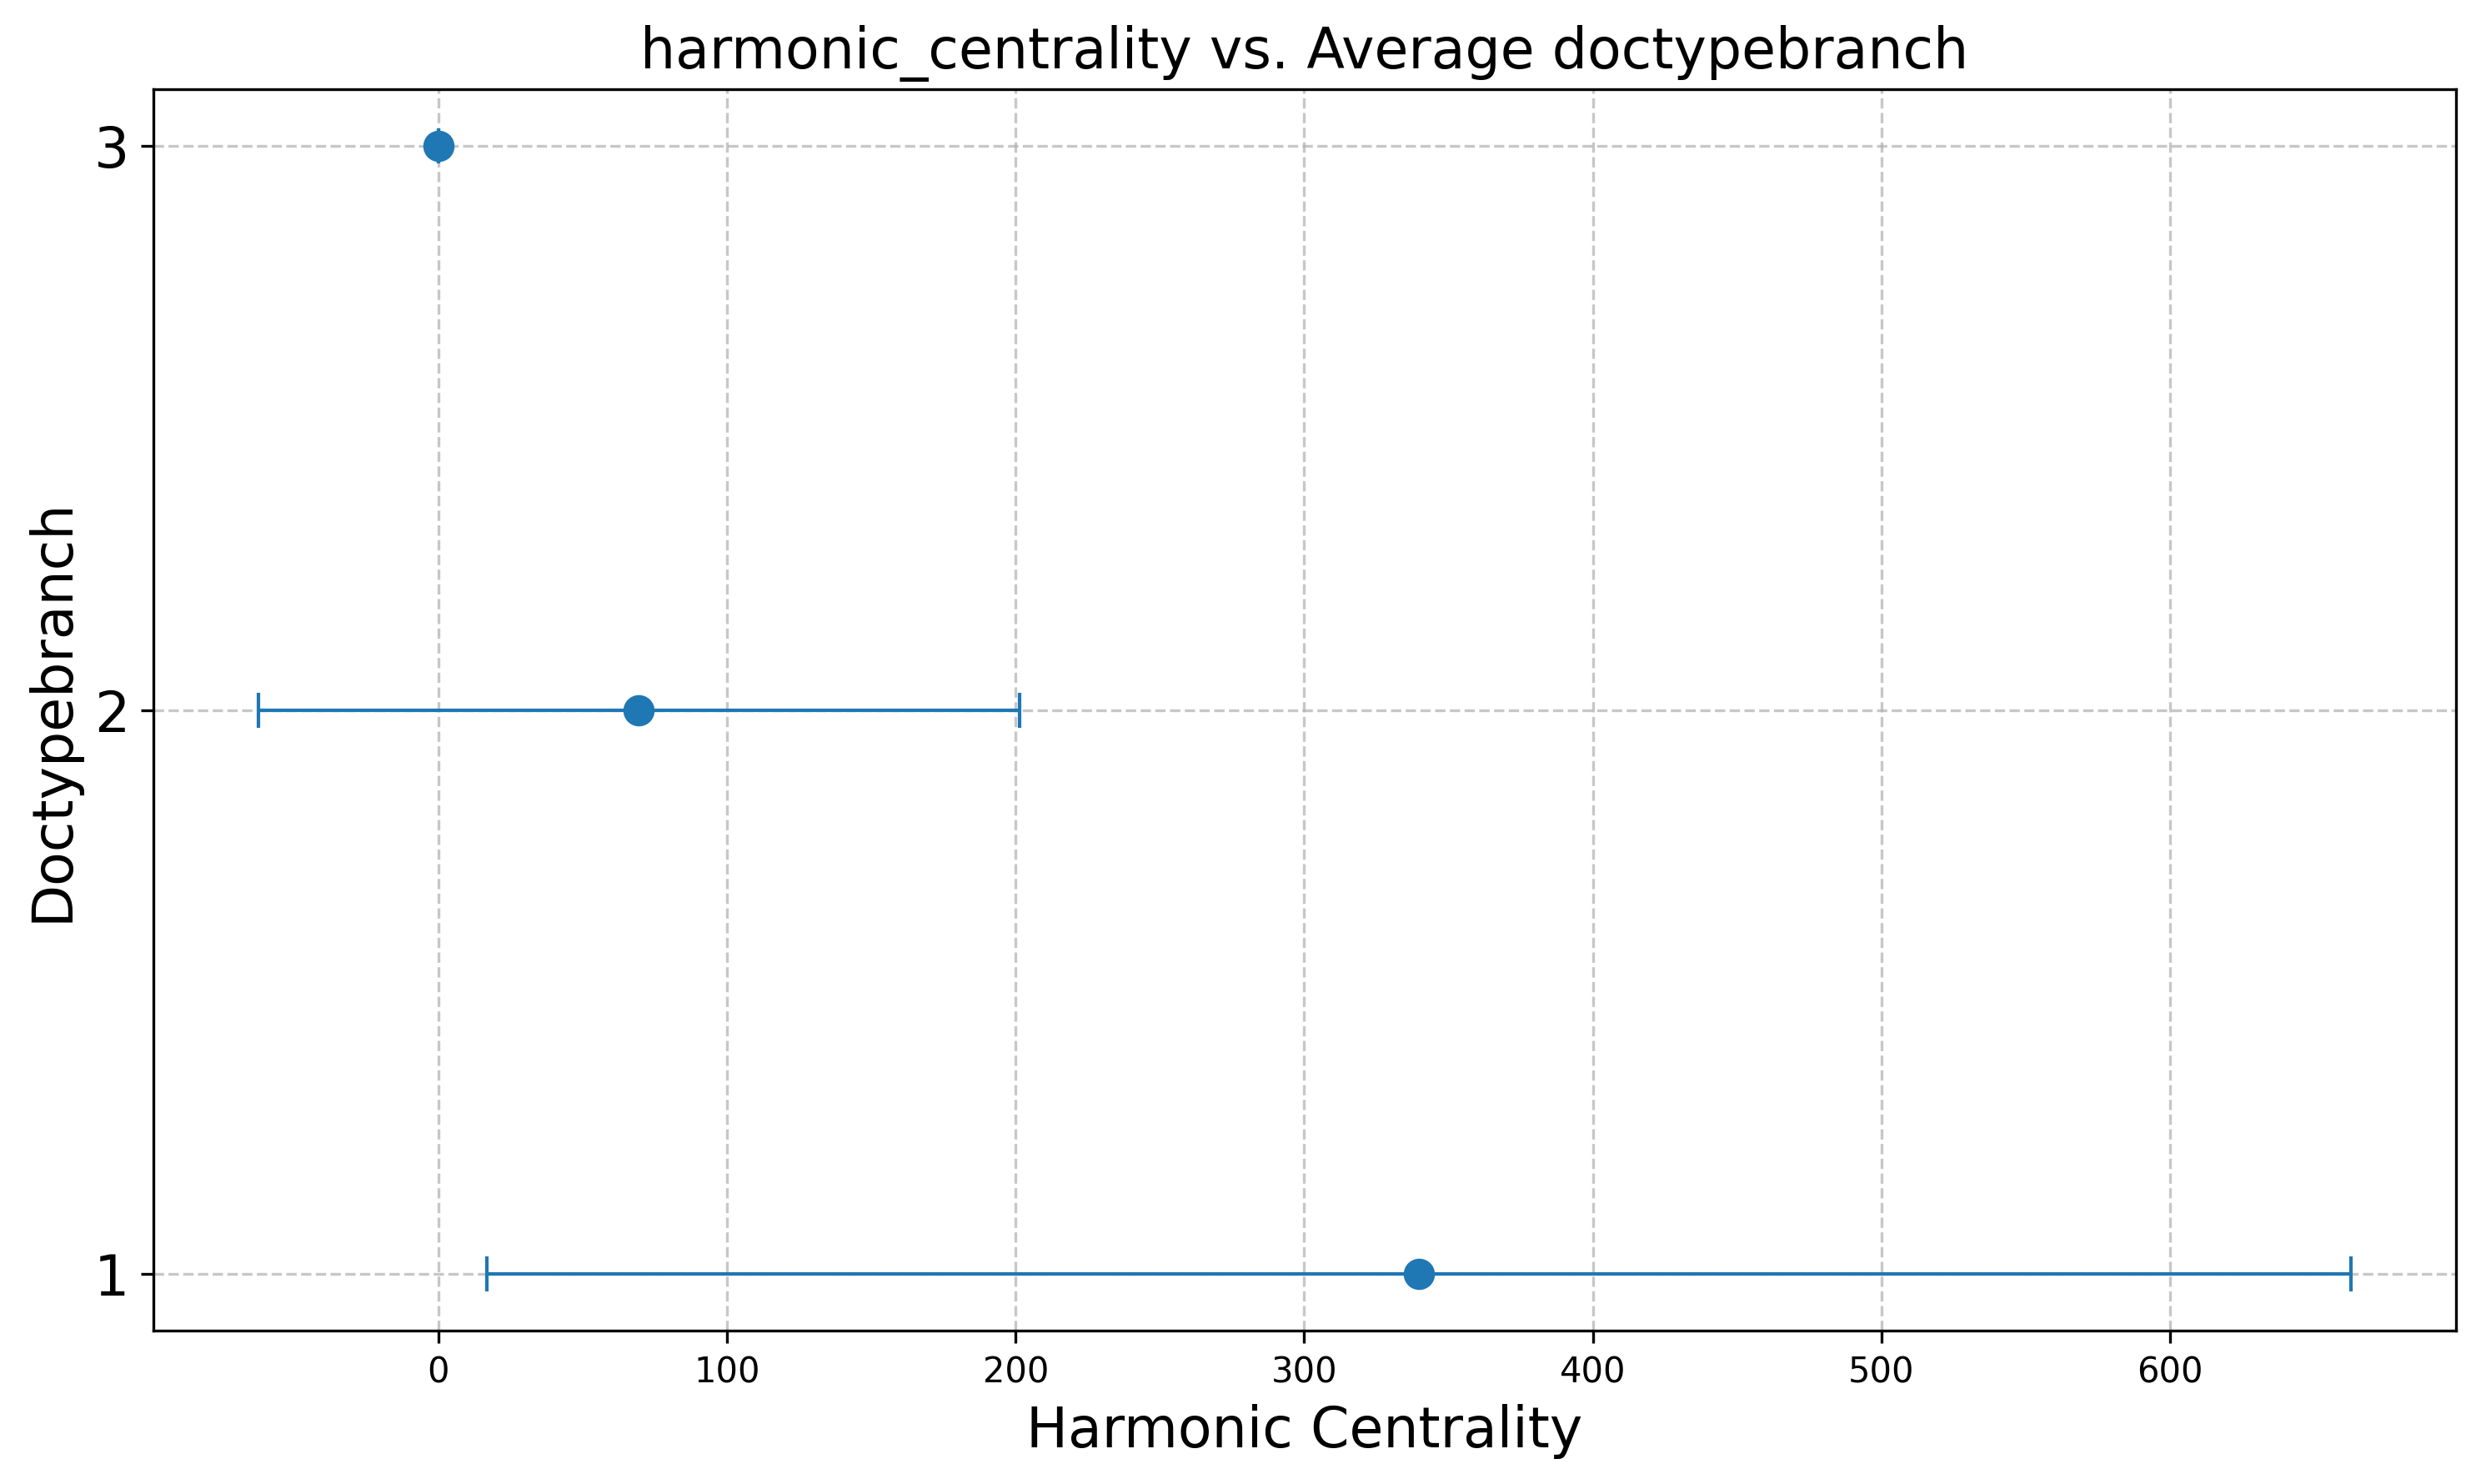 harmonic_centrality vs. Average doctypebranch
3
2
1
Doctypebranch
0 100 200 300 400 500 600
Harmonic Centrality